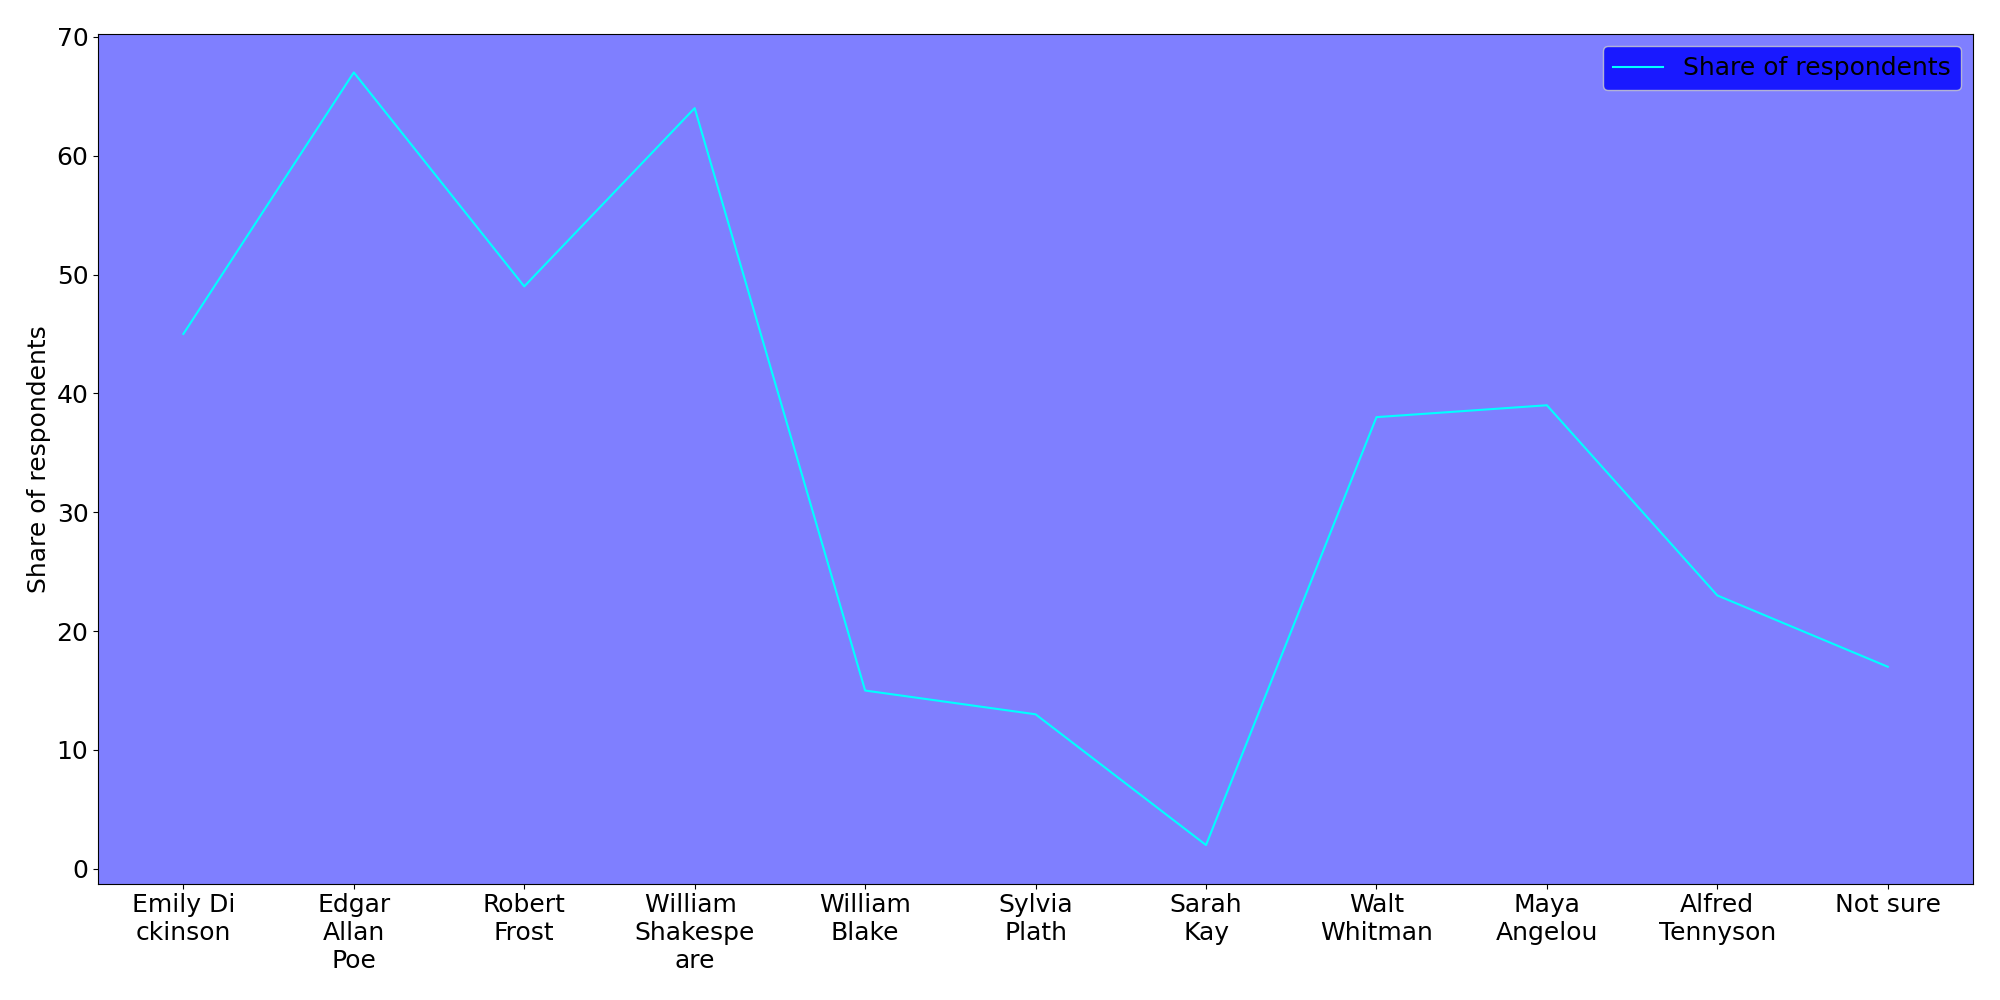 Share of respondents
70
60
50
40
30
20
10
0
Share of respondents
Emily Di
ckinson
Edgar
Allan
Poe
Robert
Frost
William
Shakespe
are
William
Blake
Sylvia
Plath
Sarah
Kay
Walt
Whitman
Maya
Angelou
Alfred
Tennyson
Not sure